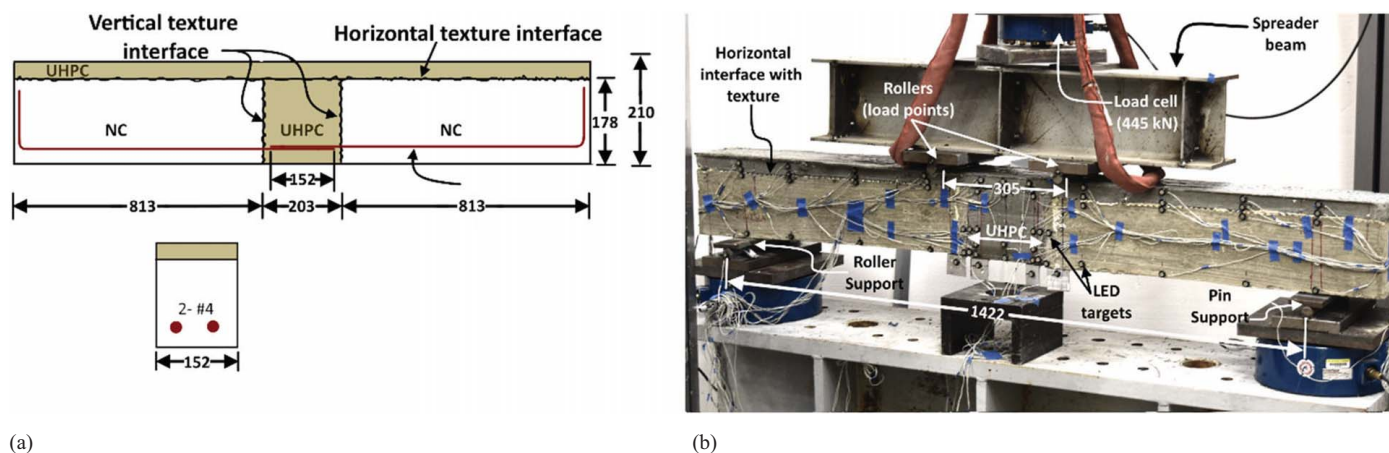 Vertical texture
interface
Horizontal texture interface
UHPC
NC
UHPC
NC
210
178
152
813
203
813
2- #4
152
(a)
Spreader
beam
Horizontal
interface with
texture
Rollers
(load points)
Load cell
(445 kN)
305
UHPC
Roller
Support
LED
targets
Pin
Support
1422
(b)